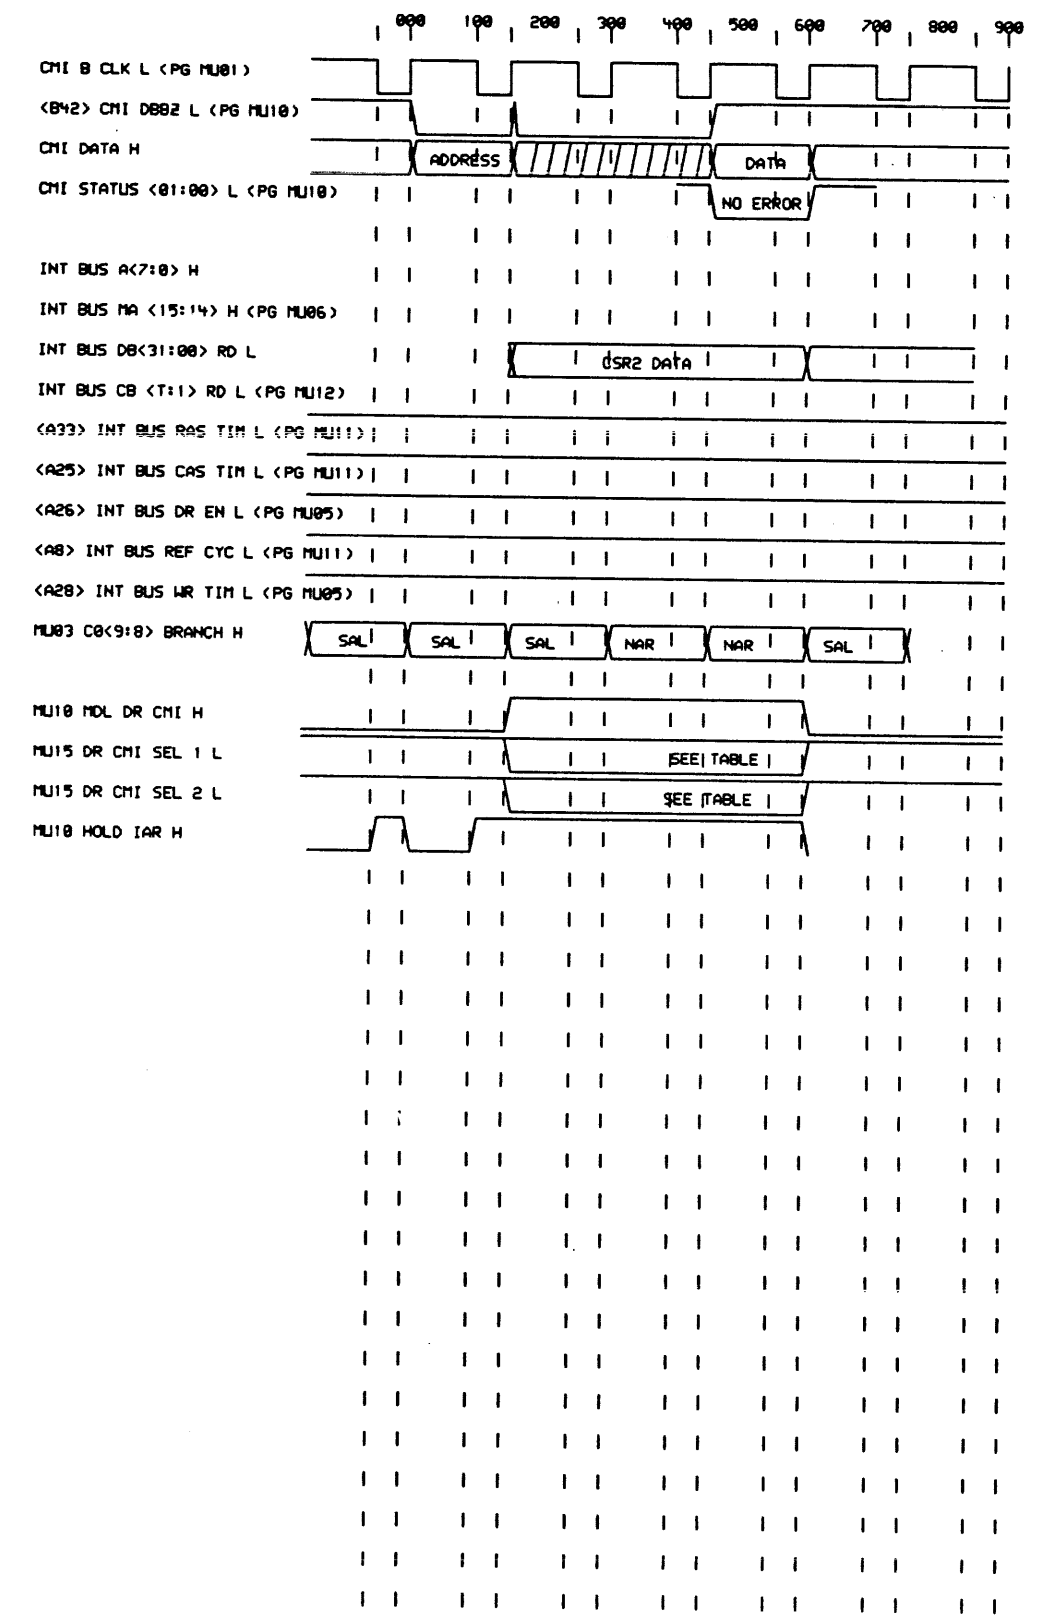 000 100 200 300 400 500 600 700 800 900
CMI B CLK L (PG MU01)
<B42> CMI DBBZ L (PG MU10)
CMI DATA H
ADDRESS DATA
CMI STATUS <01:00> L (PG MU10)
NO ERROR
INT BUS A<7:0> H
INT BUS MA <15:14> H (PG MU06)
INT BUS DB<31:00> RD L
CSR2 DATA
INT BUS CB <T:1> RD L (PG MU12)
<A33> INT BUS RAS TIM L (PG MU11)
<A25> INT BUS CAS TIM L (PG MU11)
<A26> INT BUS DR EN L (PG MU05)
<A8> INT BUS REF CYC L (PG MU11)
<A28> INT BUS WR TIM L (PG MU05)
MU03 C0<9:8> BRANCH H
SAL SAL SAL NAR NAR SAL
MU10 MDL DR CMI H
MU15 DR CMI SEL 1 L
SEE TABLE
MU15 DR CMI SEL 2 L
SEE TABLE
MU10 HOLD IAR H